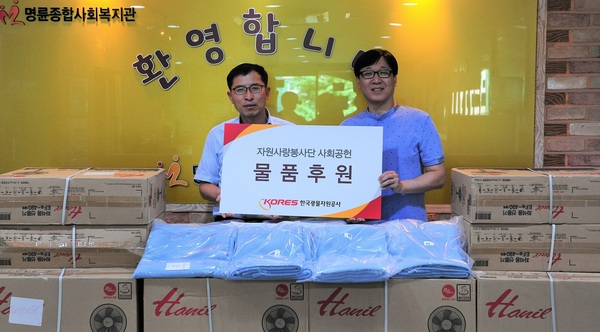 명륜종합사회복지관
환영합니
자원사랑봉사단 사회공헌
물품후원
KORES 한국광물자원공사
Hanil
Hanil
Hanil